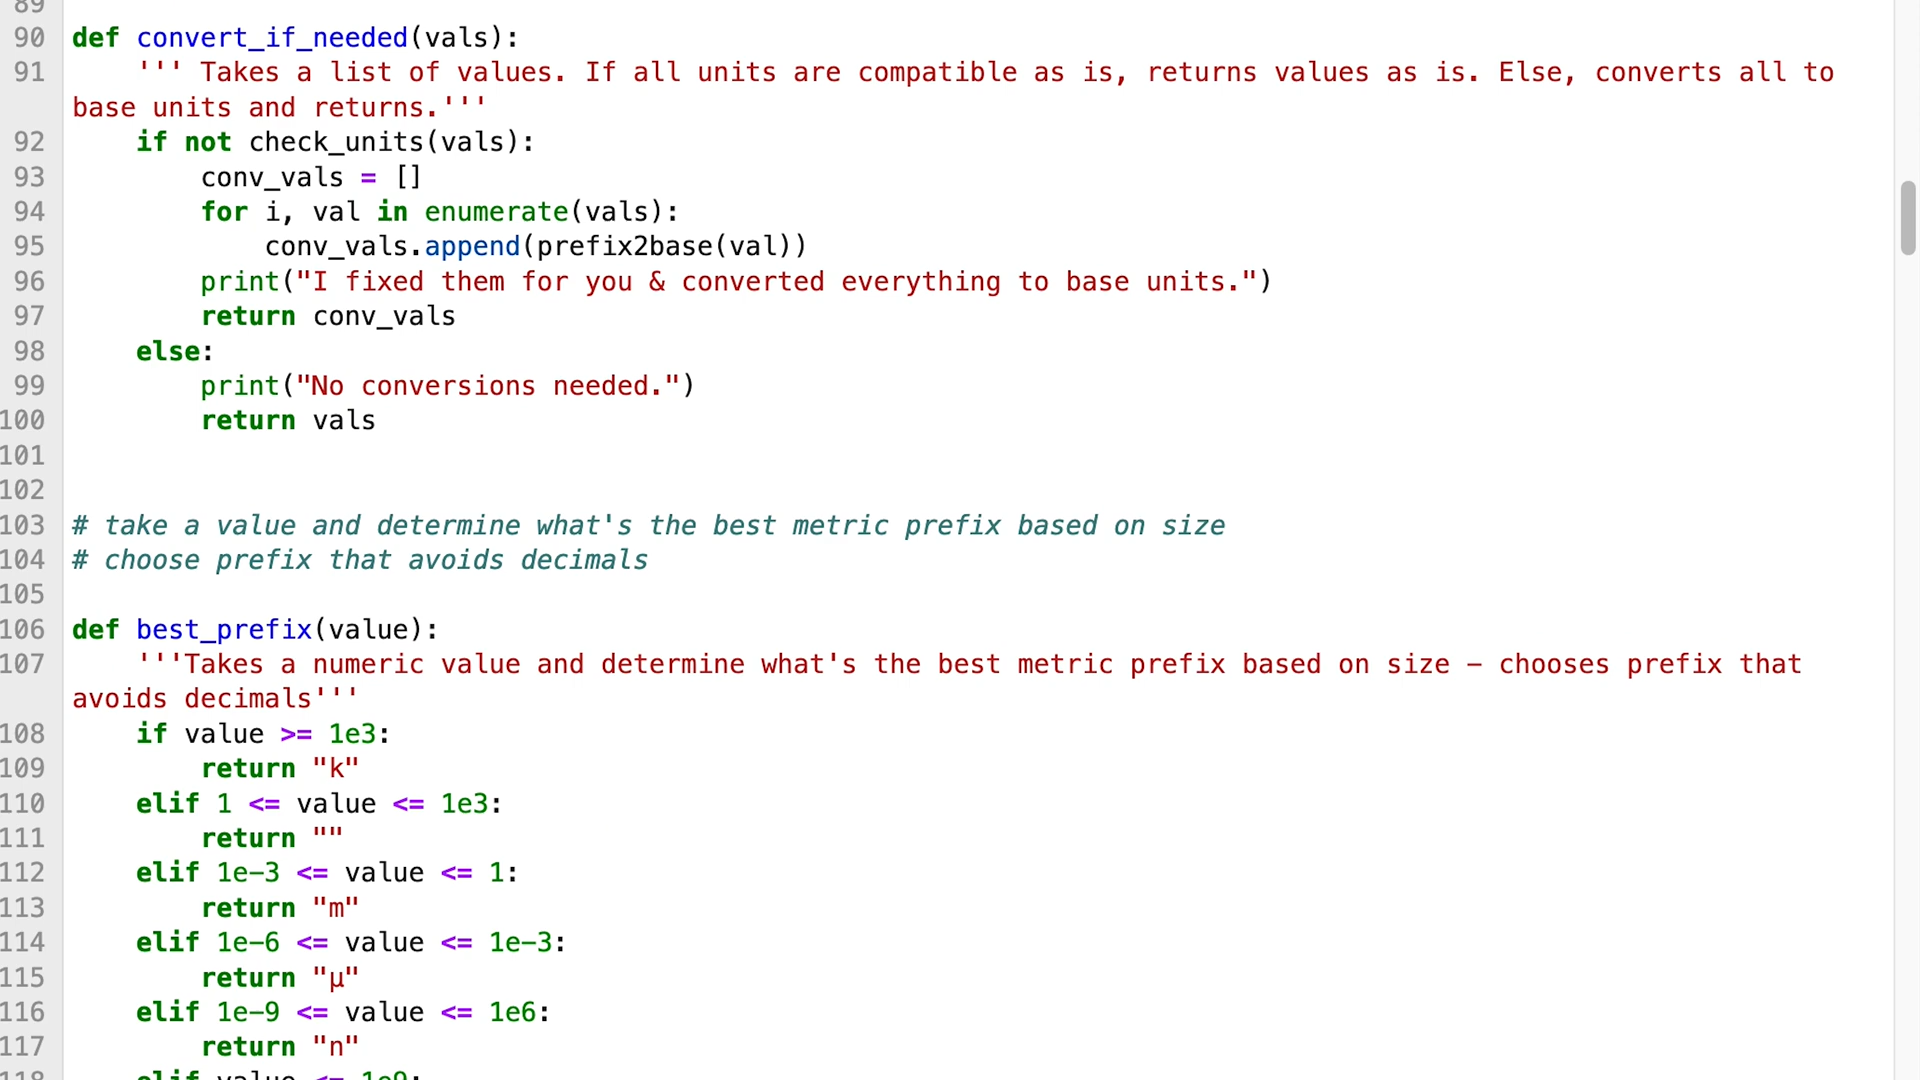 89
90 def convert_if_needed(vals):
91     ''' Takes a list of values. If all units are compatible as is, returns values as is. Else, converts all to
base units and returns.'''
92     if not check_units(vals):
93         conv_vals = []
94         for i, val in enumerate(vals):
95             conv_vals.append(prefix2base(val))
96         print("I fixed them for you & converted everything to base units.")
97         return conv_vals
98     else:
99         print("No conversions needed.")
100         return vals
101
102
103 # take a value and determine what's the best metric prefix based on size
104 # choose prefix that avoids decimals
105
106 def best_prefix(value):
107     '''Takes a numeric value and determine what's the best metric prefix based on size – chooses prefix that
avoids decimals'''
108     if value >= 1e3:
109         return "k"
110     elif 1 <= value <= 1e3:
111         return ""
112     elif 1e–3 <= value <= 1:
113         return "m"
114     elif 1e–6 <= value <= 1e–3:
115         return "μ"
116     elif 1e–9 <= value <= 1e6:
117         return "n"
118     elif value <= 1e9: